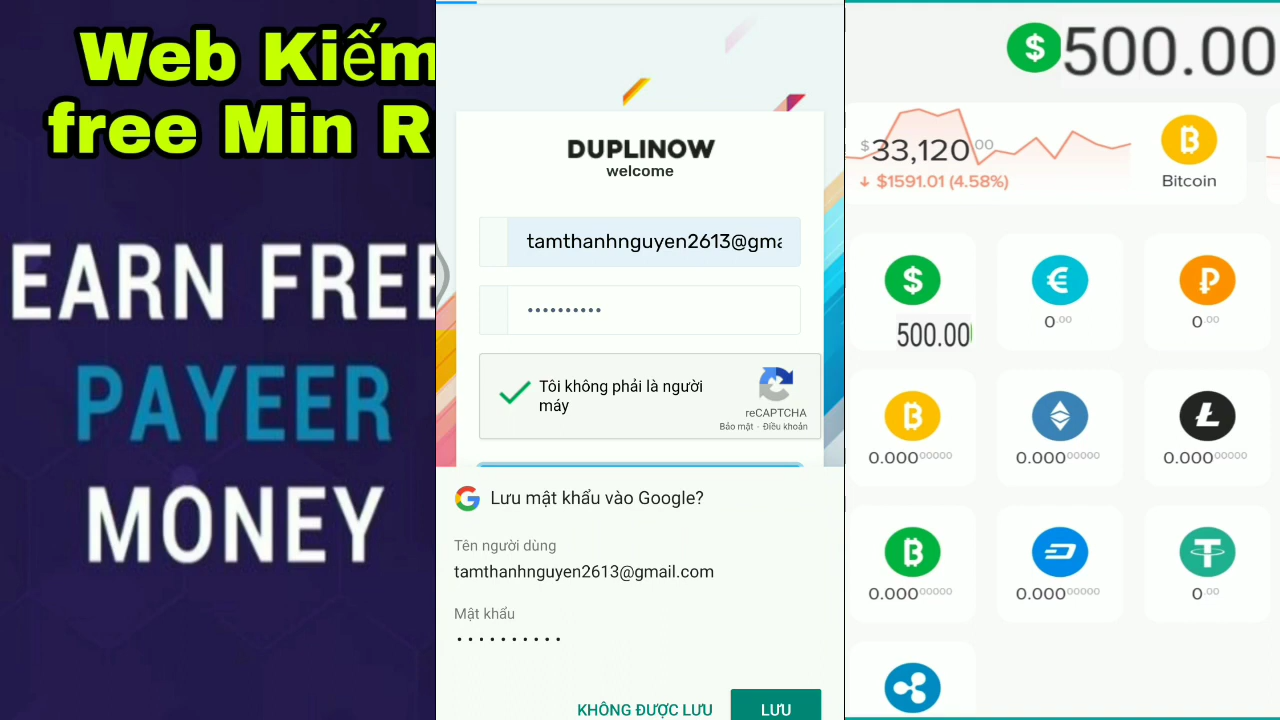 Web Kiếm
free Min R
EARN FREE
PAYEER
MONEY
DUPLINOW
welcome
tamthanhnguyen2613@gma
••••••••••
Tôi không phải là người
máy
reCAPTCHA
Bảo mật - Điều khoản
Lưu mật khẩu vào Google?
Tên người dùng
tamthanhnguyen2613@gmail.com
Mật khẩu
••••••••••
KHÔNG ĐƯỢC LƯU
LƯU
$ 500.00
$33,120.00
↓ $1591.01 (4.58%)
Bitcoin
500.00
0.00
0.00
0.00000000
0.00000000
0.00000000
0.00000000
0.00000000
0.00